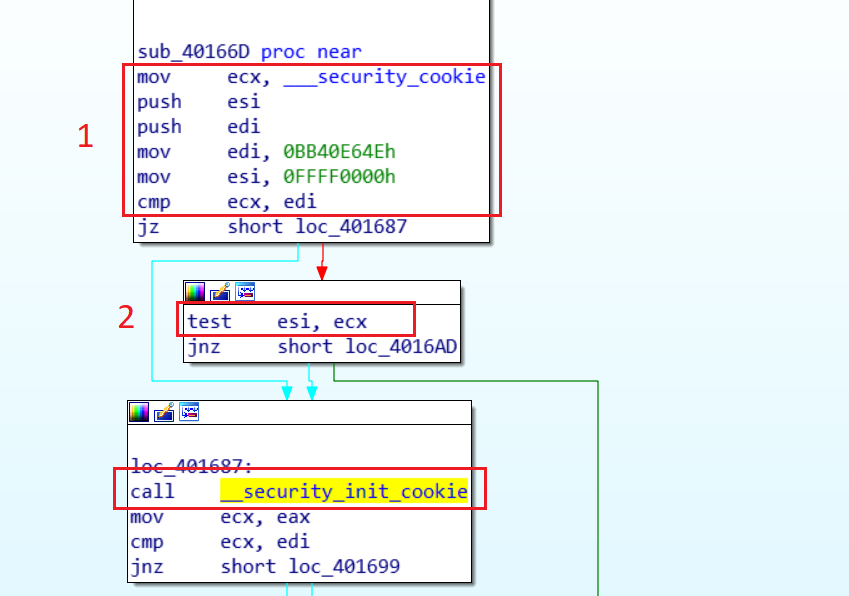 sub_40166D proc near
mov ecx, ___security_cookie
push esi
1
push edi
mov edi, 0BB40E64Eh
mov esi, 0FFFF0000h
cmp ecx, edi
jz short loc_401687
2
test esi, ecx
jnz short loc_4016AD
loc_401687:
call __security_init_cookie
mov ecx, eax
cmp ecx, edi
jnz short loc_401699